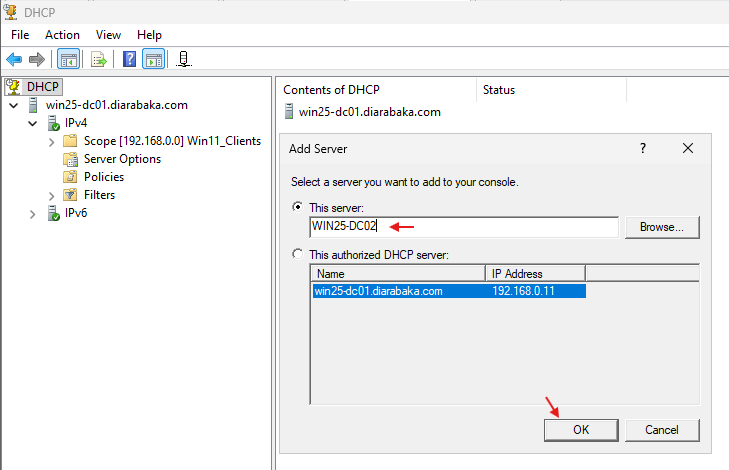 DHCP
File Action View Help
DHCP
win25-dc01.diarabaka.com
IPv4
Scope [192.168.0.0] Win11_Clients
Server Options
Policies
Filters
IPv6
Contents of DHCP Status
win25-dc01.diarabaka.com
Add Server ?
Select a server you want to add to your console.
This server:
WIN25-DC02 Browse...
This authorized DHCP server:
Name IP Address
win25-dc01.diarabaka.com 192.168.0.11
OK Cancel